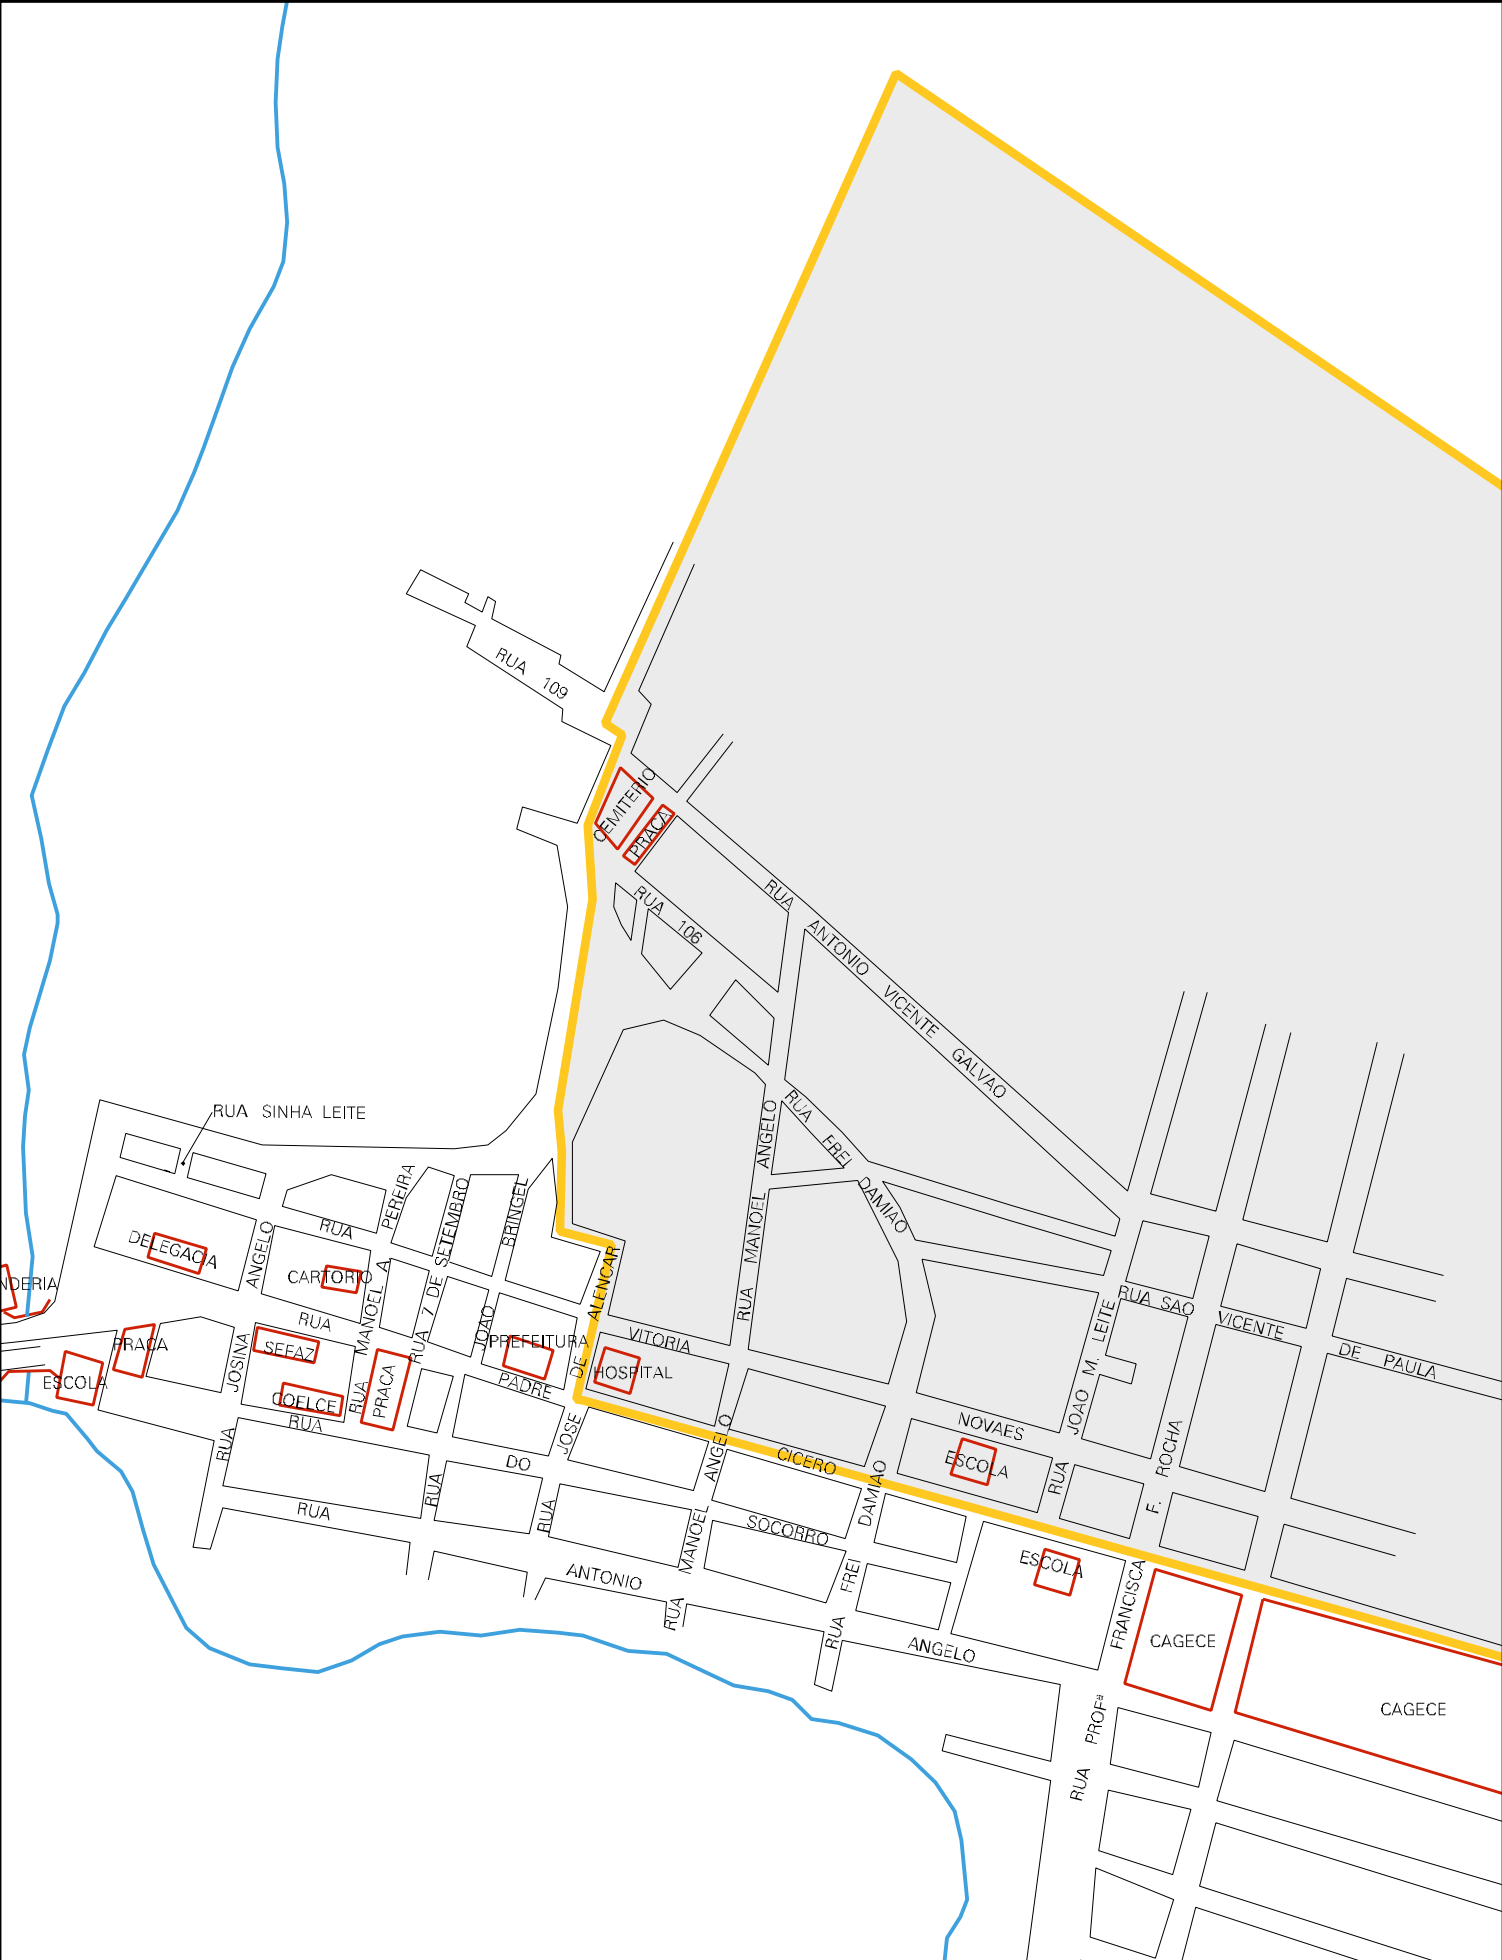 RUA 109
CEMITERIO
PRACA
RUA 106
RUA ANTONIO VICENTE GALVAO
RUA FREI DAMIAO
RUA MANOEL ANGELO
RUA SINHA LEITE
PEREIRA
SETEMBRO
BRINGEL
RUA
DELEGACIA
ANGELO
CARTORIO
MANOEL A
RUA 7 DE
JOAO
ALENCAR
NDERIA
RUA
PRACA
JOSINA
SEFAZ
PREFEITURA
VITORIA
DE
HOSPITAL
ESCOLA
COELCE
RUA
PRACA
PADRE
RUA
JOSE
RUA SAO VICENTE DE PAULA
JOAO M. LEITE
NOVAES
ESCOLA
RUA
ROCHA
F.
RUA
DO
CICERO
ANGELO
DAMIAO
RUA
RUA
RUA
SOCORRO
MANOEL
ANTONIO
FREI
ESCOLA
FRANCISCA
RUA
RUA
ANGELO
CAGECE
CAGECE
PROFª
RUA